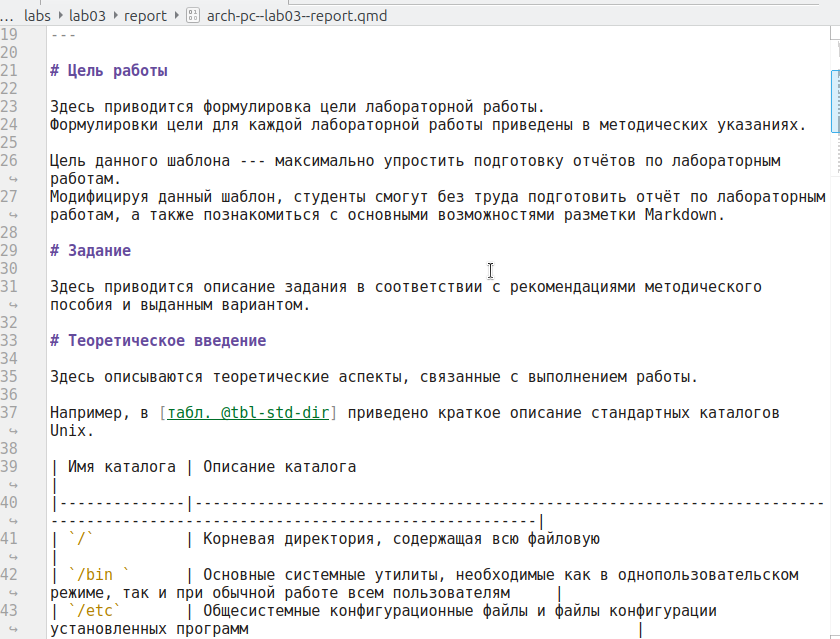 ... labs lab03 report arch-pc--lab03--report.qmd
19 ---
20
21 # Цель работы
22
23 Здесь приводится формулировка цели лабораторной работы.
24 Формулировки цели для каждой лабораторной работы приведены в методических указаниях.
25
26 Цель данного шаблона --- максимально упростить подготовку отчётов по лабораторным
↪ работам.
27 Модифицируя данный шаблон, студенты смогут без труда подготовить отчёт по лабораторным
↪ работам, а также познакомиться с основными возможностями разметки Markdown.
28
29 # Задание
30
31 Здесь приводится описание задания в соответствии с рекомендациями методического
↪ пособия и выданным вариантом.
32
33 # Теоретическое введение
34
35 Здесь описываются теоретические аспекты, связанные с выполнением работы.
36
37 Например, в [табл. @tbl-std-dir] приведено краткое описание стандартных каталогов
↪ Unix.
38
39 | Имя каталога | Описание каталога
↪ |
40 |--------------|----------------------------------------------------------------------
↪ ------------------------------------------------------|
41 | `/` | Корневая директория, содержащая всю файловую
↪ |
42 | `/bin ` | Основные системные утилиты, необходимые как в однопользовательском
↪ режиме, так и при обычной работе всем пользователям |
43 | `/etc` | Общесистемные конфигурационные файлы и файлы конфигурации
↪ установленных программ |